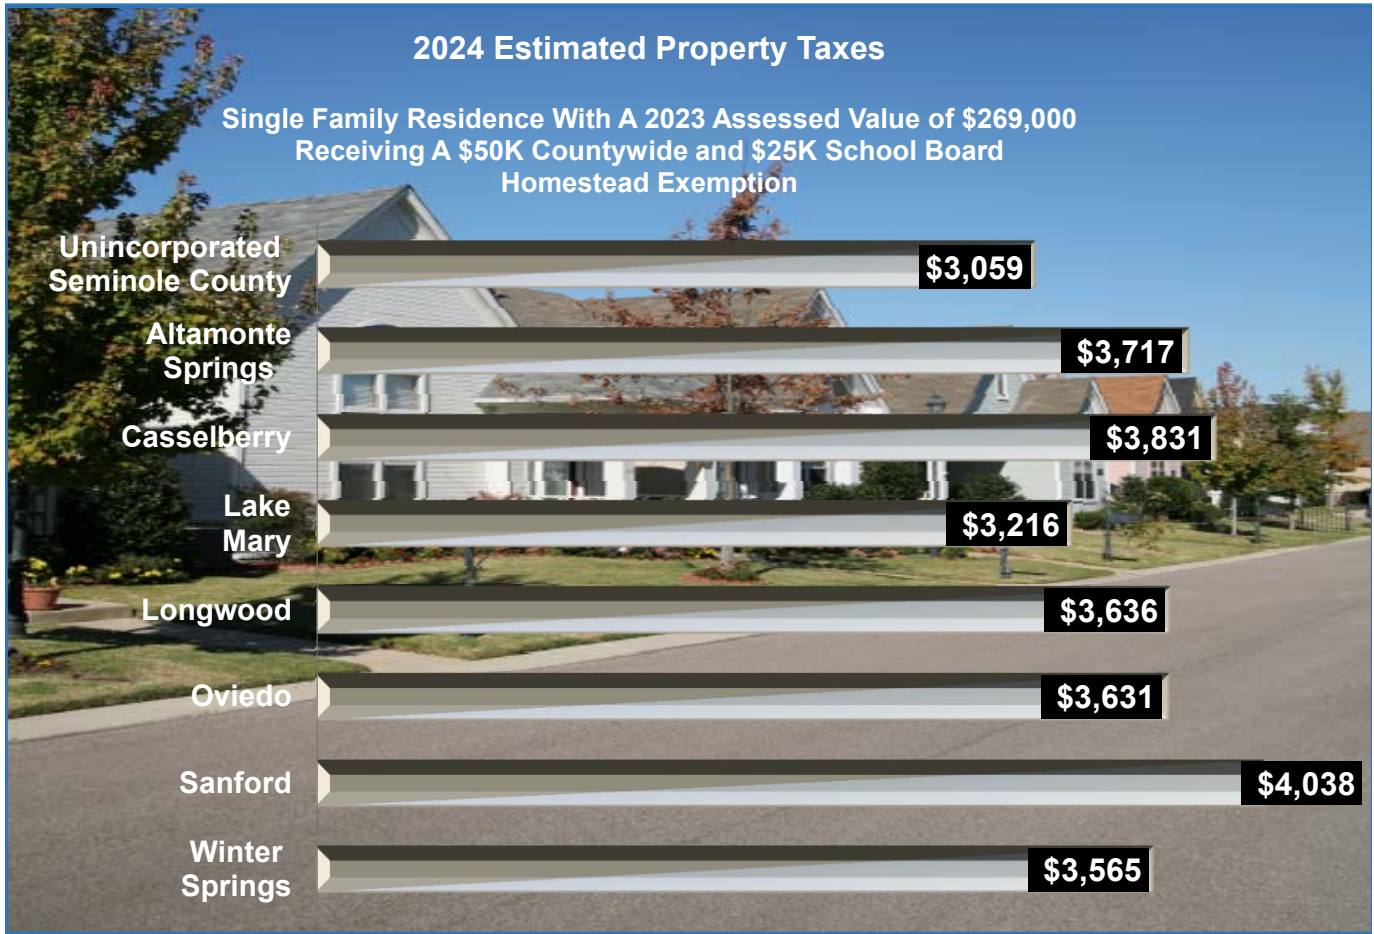 2024 Estimated Property Taxes
Single Family Residence With A 2023 Assessed Value of $269,000
Receiving A $50K Countywide and $25K School Board
Homestead Exemption
Unincorporated
Seminole County
$3,059
Altamonte
Springs
$3,717
Casselberry
$3,831
Lake
Mary
$3,216
Longwood
$3,636
Oviedo
$3,631
Sanford
$4,038
Winter
Springs
$3,565